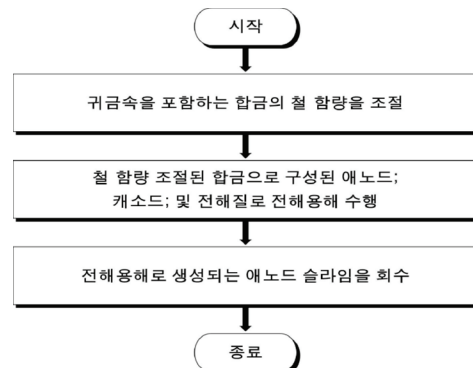 시작
귀금속을 포함하는 합금의 철 함량을 조절
철 함량 조절된 합금으로 구성된 애노드;
캐소드; 및 전해질로 전해용해 수행
전해용해로 생성되는 애노드 슬라임을 회수
종료